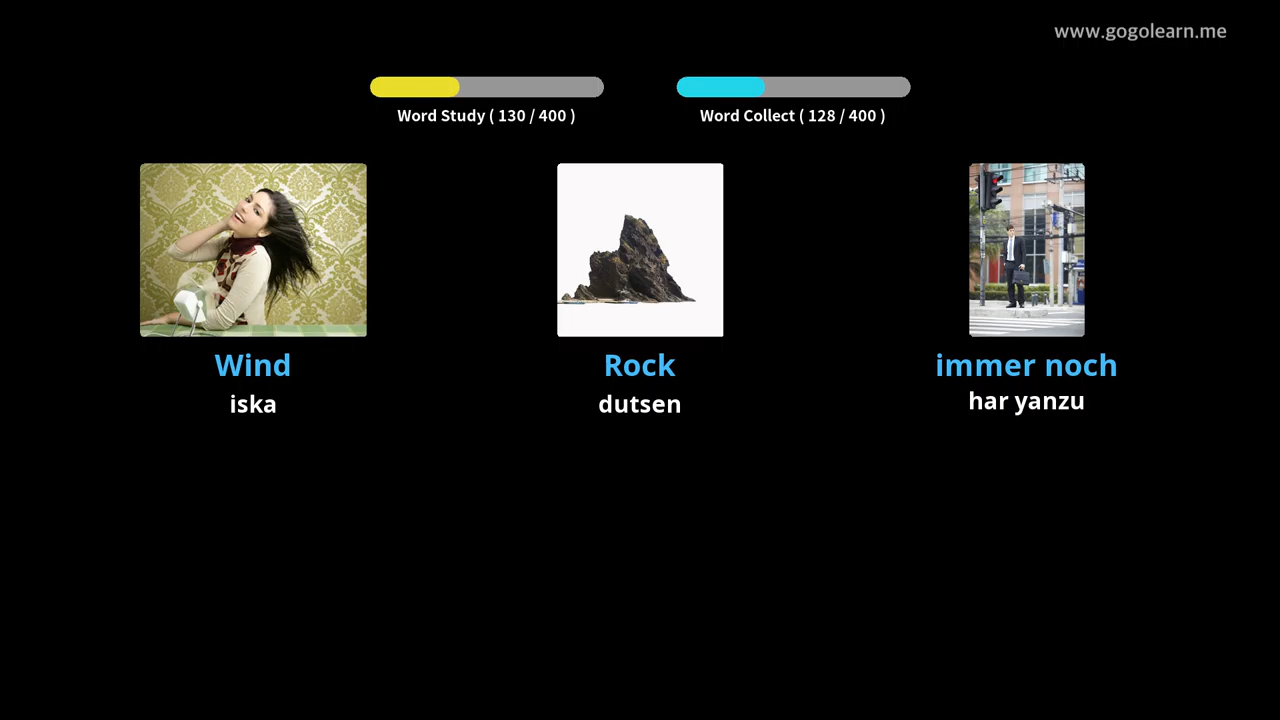 www.gogolearn.me
Word Study ( 130 / 400 )
Word Collect ( 128 / 400 )
Wind
iska
Rock
dutsen
immer noch
har yanzu